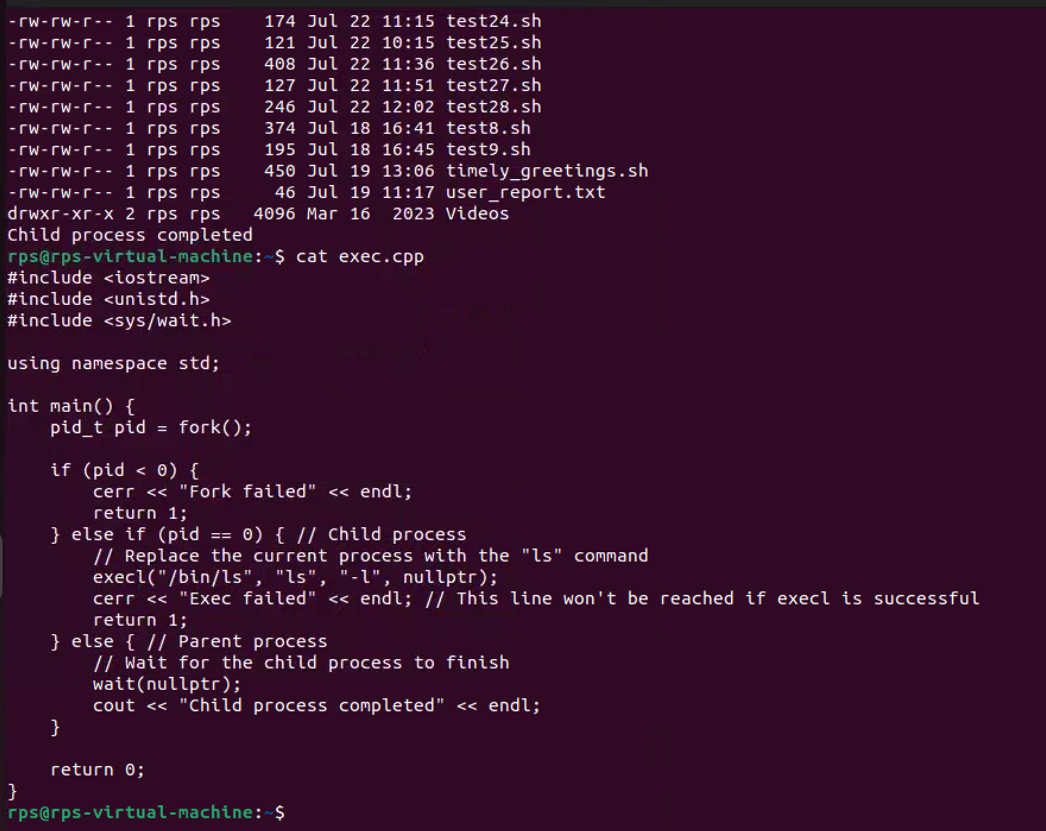 -rw-rw-r-- 1 rps rps    174 Jul 22 11:15 test24.sh
-rw-rw-r-- 1 rps rps    121 Jul 22 10:15 test25.sh
-rw-rw-r-- 1 rps rps    408 Jul 22 11:36 test26.sh
-rw-rw-r-- 1 rps rps    127 Jul 22 11:51 test27.sh
-rw-rw-r-- 1 rps rps    246 Jul 22 12:02 test28.sh
-rw-rw-r-- 1 rps rps    374 Jul 18 16:41 test8.sh
-rw-rw-r-- 1 rps rps    195 Jul 18 16:45 test9.sh
-rw-rw-r-- 1 rps rps    450 Jul 19 13:06 timely_greetings.sh
-rw-rw-r-- 1 rps rps     46 Jul 19 11:17 user_report.txt
drwxr-xr-x 2 rps rps   4096 Mar 16  2023 Videos
Child process completed
rps@rps-virtual-machine:~$ cat exec.cpp
#include <iostream>
#include <unistd.h>
#include <sys/wait.h>

using namespace std;

int main() {
    pid_t pid = fork();

    if (pid < 0) {
        cerr << "Fork failed" << endl;
        return 1;
    } else if (pid == 0) { // Child process
        // Replace the current process with the "ls" command
        execl("/bin/ls", "ls", "-l", nullptr);
        cerr << "Exec failed" << endl; // This line won't be reached if execl is successful
        return 1;
    } else { // Parent process
        // Wait for the child process to finish
        wait(nullptr);
        cout << "Child process completed" << endl;
    }

    return 0;
}
rps@rps-virtual-machine:~$